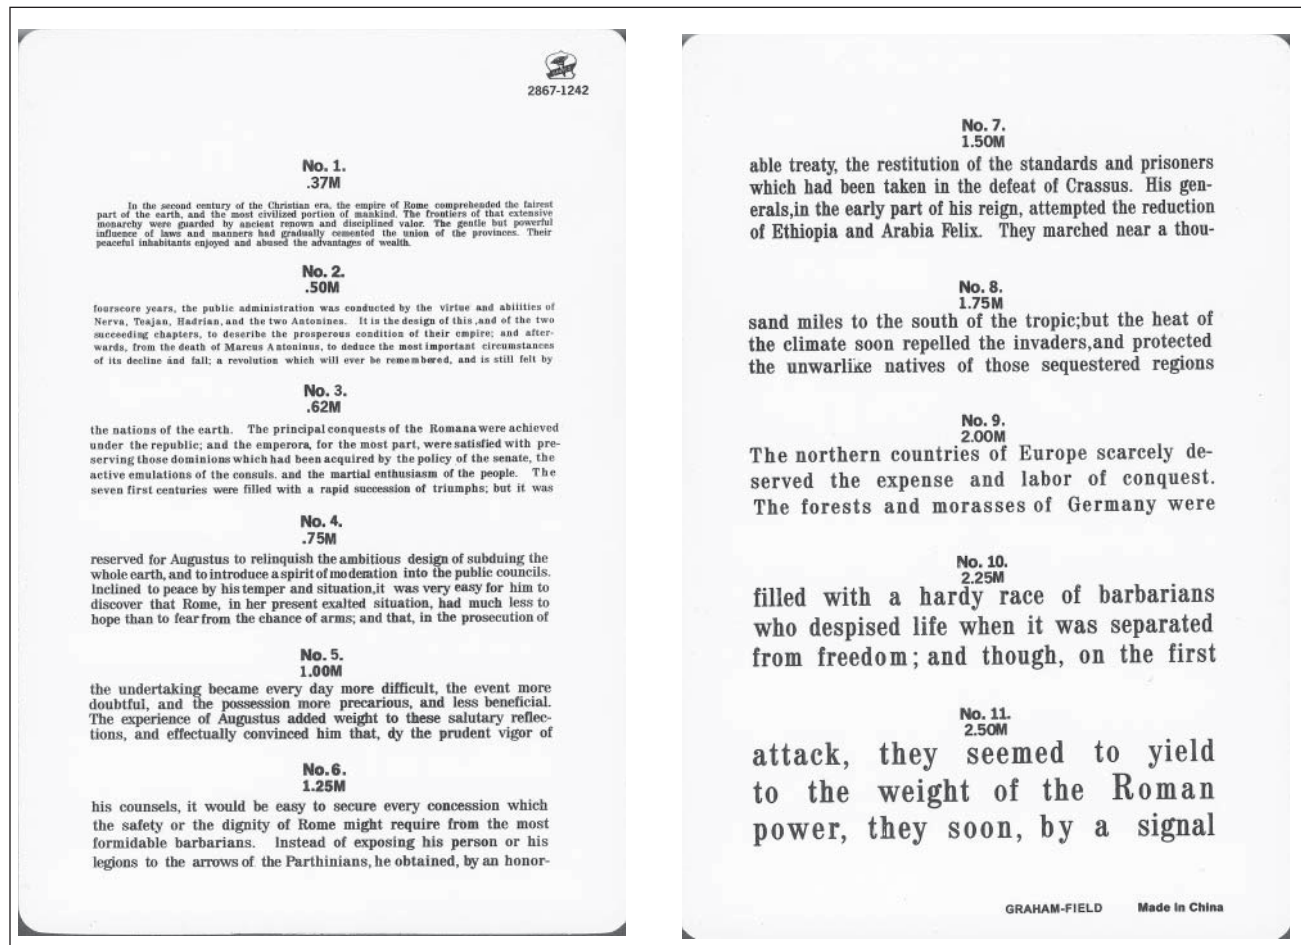 2867-1242
No. 1.
.37M
In the second century of the Christian era, the empire of Rome comprehended the fairest
part of the earth, and the most civilized portion of mankind. The frontiers of that extensive
monarchy were guarded by ancient renown and disciplined valor. The gentle but powerful
influence of laws and manners had gradually cemented the union of the provinces. Their
peaceful inhabitants enjoyed and abused the advantages of wealth.
No. 2.
.50M
fourscore years, the public administration was conducted by the virtue and abilities of
Nerva, Teajan, Hadrian, and the two Antonines. It is the design of this ,and of the two
succeeding chapters, to describe the prosperous condition of their empire; and after-
wards, from the death of Marcus Antoninus, to deduce the most important circumstances
of its decline and fall; a revolution which will ever be remembered, and is still felt by
No. 3.
.62M
the nations of the earth. The principal conquests of the Romana were achieved
under the republic; and the emperora, for the most part, were satisfied with pre-
serving those dominions which had been acquired by the policy of the senate, the
active emulations of the consuls. and the martial enthusiasm of the people. The
seven first centuries were filled with a rapid succession of triumphs; but it was
No. 4.
.75M
reserved for Augustus to relinquish the ambitious design of subduing the
whole earth, and to introduce a spirit of moderation into the public councils.
Inclined to peace by his temper and situation,it was very easy for him to
discover that Rome, in her present exalted situation, had much less to
hope than to fear from the chance of arms; and that, in the prosecution of
No. 5.
1.00M
the undertaking became every day more difficult, the event more
doubtful, and the possession more precarious, and less beneficial.
The experience of Augustus added weight to these salutary reflec-
tions, and effectually convinced him that, dy the prudent vigor of
No. 6.
1.25M
his counsels, it would be easy to secure every concession which
the safety or the dignity of Rome might require from the most
formidable barbarians. Instead of exposing his person or his
legions to the arrows of the Parthinians, he obtained, by an honor-
No. 7.
1.50M
able treaty, the restitution of the standards and prisoners
which had been taken in the defeat of Crassus. His gen-
erals,in the early part of his reign, attempted the reduction
of Ethiopia and Arabia Felix. They marched near a thou-
No. 8.
1.75M
sand miles to the south of the tropic;but the heat of
the climate soon repelled the invaders,and protected
the unwarlike natives of those sequestered regions
No. 9.
2.00M
The northern countries of Europe scarcely de-
served the expense and labor of conquest.
The forests and morasses of Germany were
No. 10.
2.25M
filled with a hardy race of barbarians
who despised life when it was separated
from freedom; and though, on the first
No. 11.
2.50M
attack, they seemed to yield
to the weight of the Roman
power, they soon, by a signal
GRAHAM-FIELD Made in China